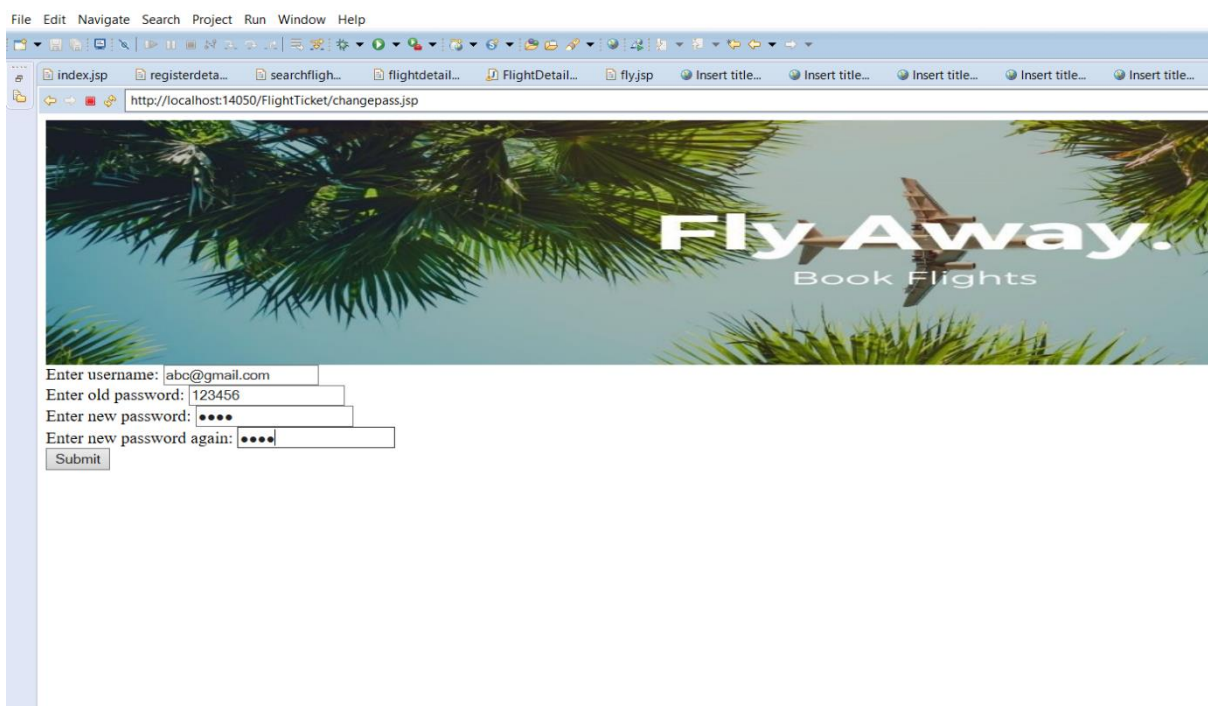 File Edit Navigate Search Project Run Window Help
index.jsp registerdeta... searchfligh... flightdetail... FlightDetail... fly.jsp Insert title... Insert title... Insert title... Insert title... Insert title...
http://localhost:14050/FlightTicket/changepass.jsp
Fly Away.
Book Flights
Enter username: abc@gmail.com
Enter old password: 123456
Enter new password: ●●●●
Enter new password again: ●●●●
Submit